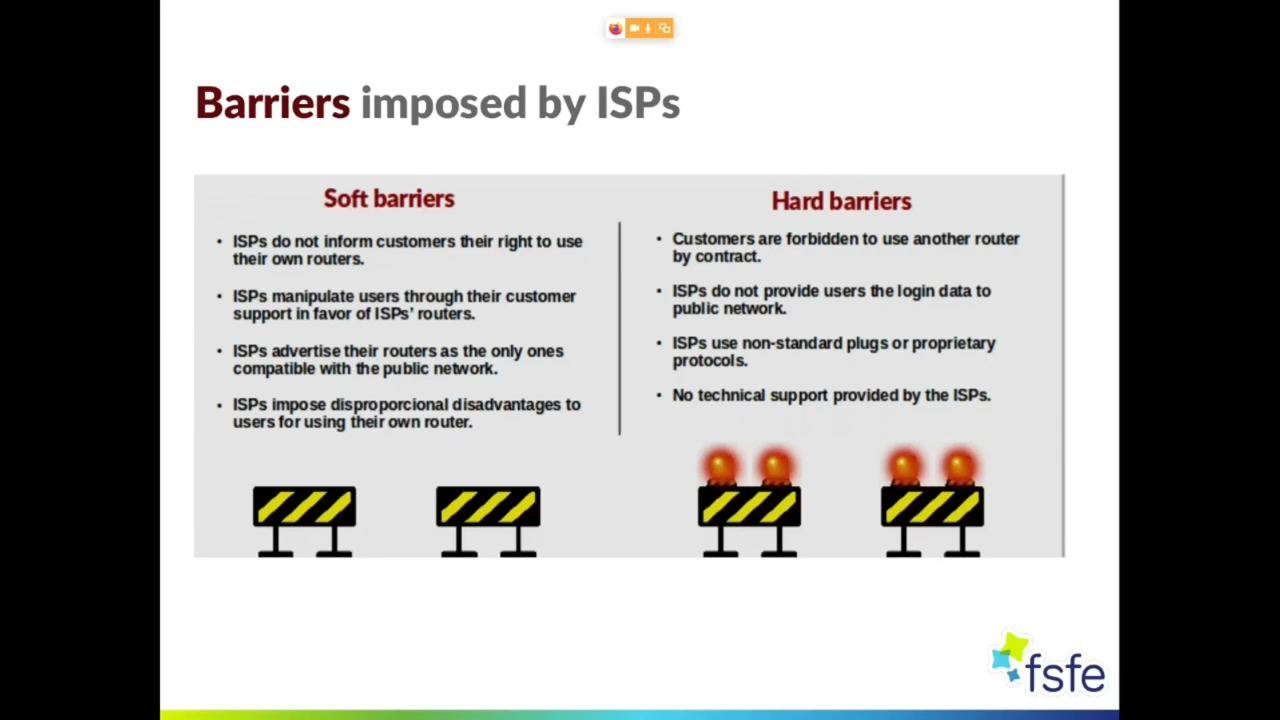 Barriers imposed by ISPs
Soft barriers
• ISPs do not inform customers their right to use
their own routers.
• ISPs manipulate users through their customer
support in favor of ISPs’ routers.
• ISPs advertise their routers as the only ones
compatible with the public network.
• ISPs impose disproporcional disadvantages to
users for using their own router.
Hard barriers
• Customers are forbidden to use another router
by contract.
• ISPs do not provide users the login data to
public network.
• ISPs use non-standard plugs or proprietary
protocols.
• No technical support provided by the ISPs.
fsfe